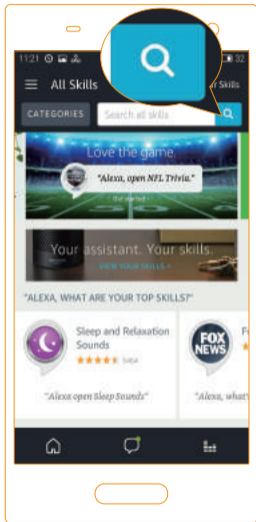 11:21 32
All Skills r Skills
CATEGORIES Search all skills
Love the game.
"Alexa, open NFL Trivia."
Get started ›
Your assistant. Your skills.
VIEW YOUR SKILLS >
"ALEXA, WHAT ARE YOUR TOP SKILLS?"
Sleep and Relaxation
Sounds
5464
"Alexa open Sleep Sounds"
FOX
NEWS
F
"Alexa, what'